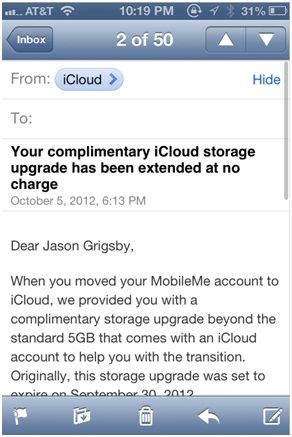 AT&T 10:19 PM 31%
Inbox 2 of 50
From: iCloud Hide
To:
Your complimentary iCloud storage
upgrade has been extended at no
charge
October 5, 2012, 6:13 PM
Dear Jason Grigsby,
When you moved your MobileMe account to
iCloud, we provided you with a
complimentary storage upgrade beyond the
standard 5GB that comes with an iCloud
account to help you with the transition.
Originally, this storage upgrade was set to
expire on September 30, 2012